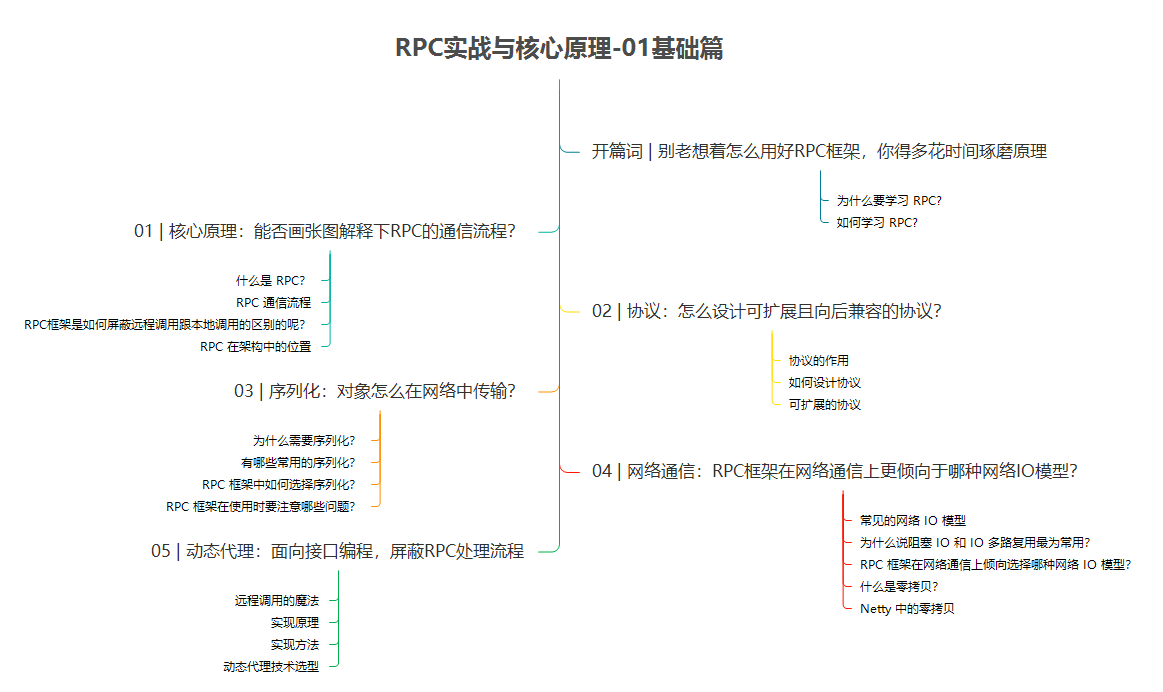 RPC实战与核心原理-01基础篇
开篇词 | 别老想着怎么用好RPC框架，你得多花时间琢磨原理
为什么要学习 RPC?
如何学习 RPC?
01 | 核心原理：能否画张图解释下RPC的通信流程?
什么是 RPC?
RPC 通信流程
RPC框架是如何屏蔽远程调用跟本地调用的区别的呢?
RPC 在架构中的位置
02 | 协议：怎么设计可扩展且向后兼容的协议?
协议的作用
如何设计协议
可扩展的协议
03 | 序列化：对象怎么在网络中传输?
为什么需要序列化?
有哪些常用的序列化?
RPC 框架中如何选择序列化?
RPC 框架在使用时要注意哪些问题?
04 | 网络通信：RPC框架在网络通信上更倾向于哪种网络IO模型?
常见的网络 IO 模型
为什么说阻塞 IO 和 IO 多路复用最为常用?
RPC 框架在网络通信上倾向选择哪种网络 IO 模型?
什么是零拷贝?
Netty 中的零拷贝
05 | 动态代理：面向接口编程，屏蔽RPC处理流程
远程调用的魔法
实现原理
实现方法
动态代理技术选型